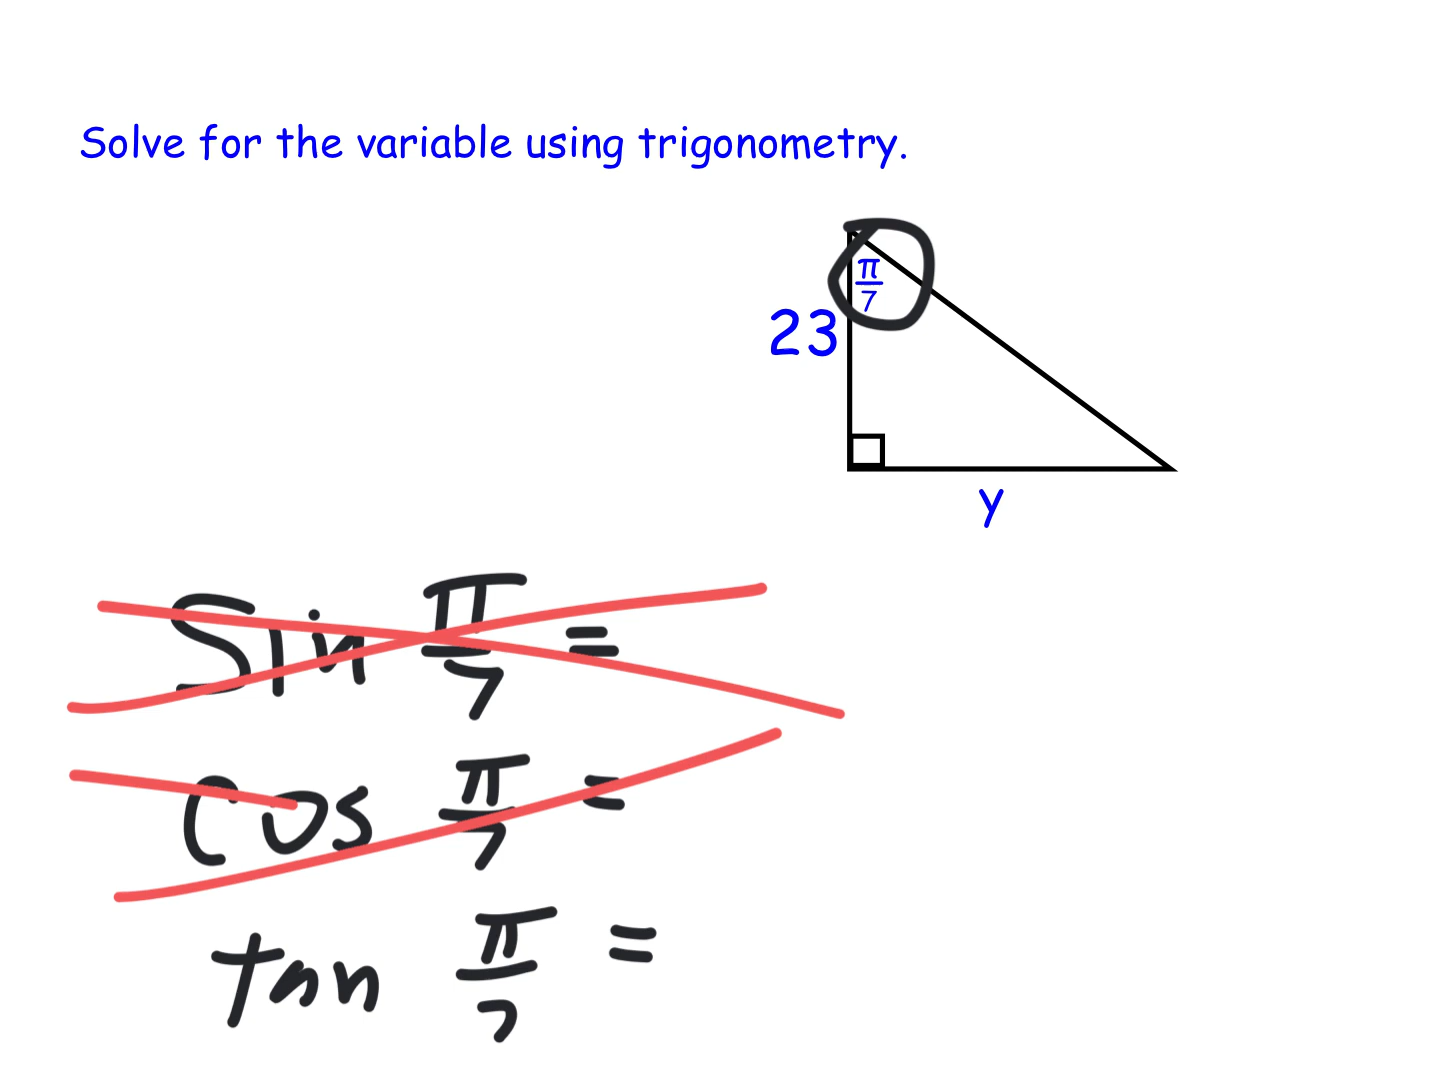 Solve for the variable using trigonometry.
π/7
23
y
Sin π/7 =
Cos π/7 =
tan π/7 =